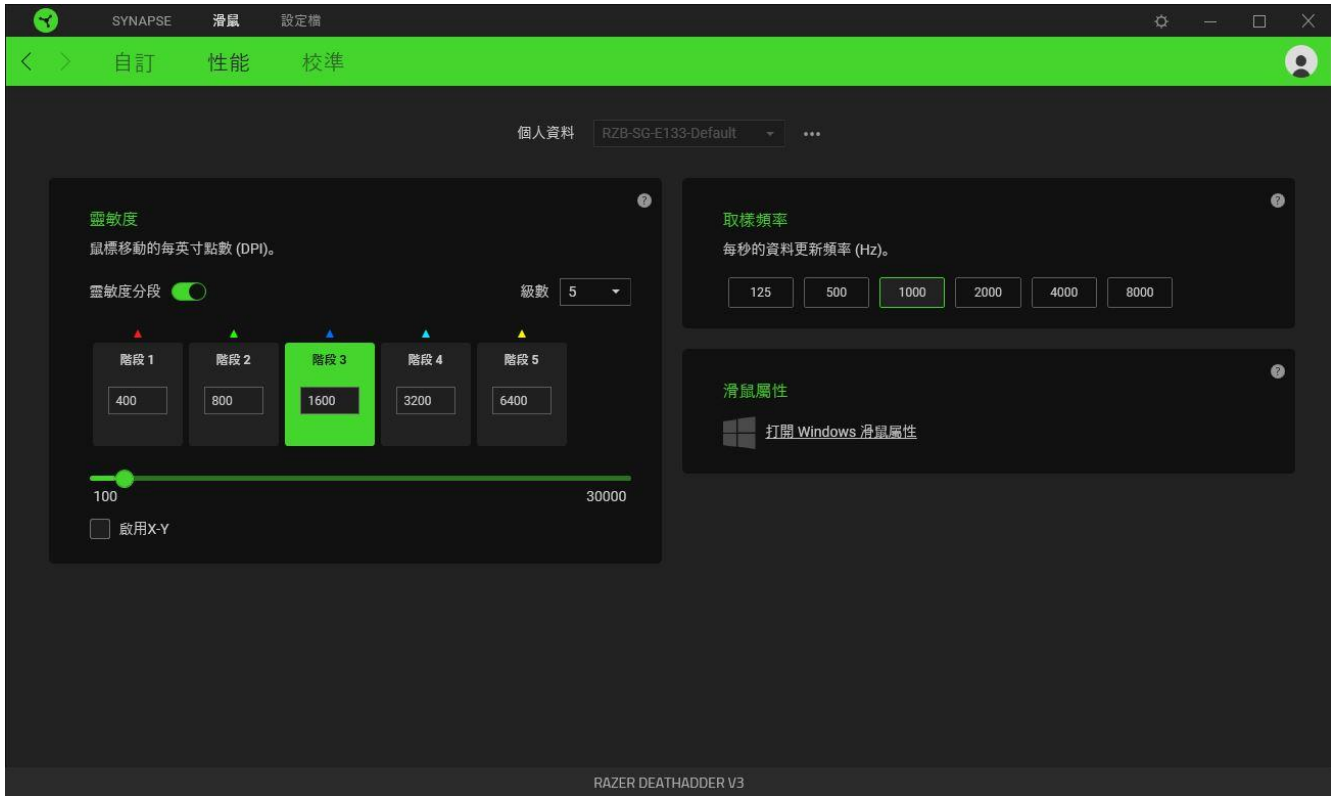 SYNAPSE 滑鼠 設定檔
自訂 性能 校準
個人資料 RZB-SG-E133-Default
靈敏度
鼠標移動的每英寸點數 (DPI)。
靈敏度分段 級數 5
階段 1 階段 2 階段 3 階段 4 階段 5
400 800 1600 3200 6400
100 30000
啟用X-Y
取樣頻率
每秒的資料更新頻率 (Hz)。
125 500 1000 2000 4000 8000
滑鼠屬性
打開 Windows 滑鼠屬性
RAZER DEATHADDER V3